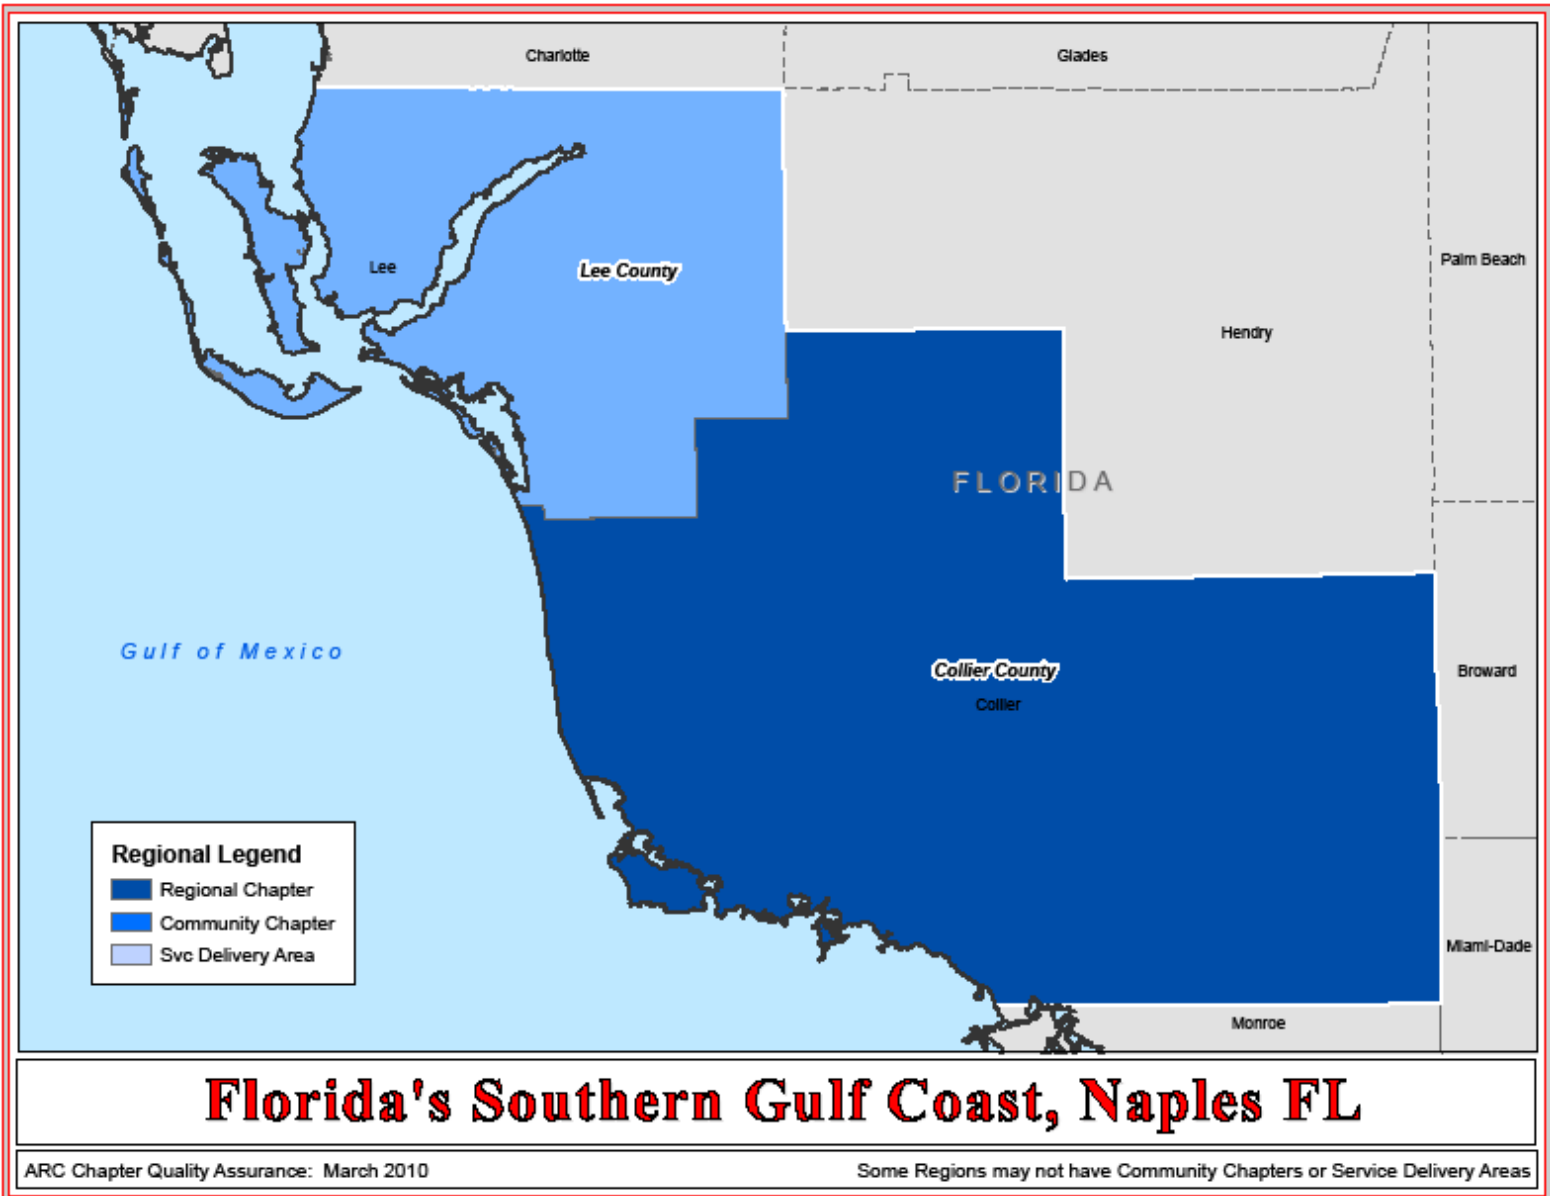 Charlotte
Glades
Palm Beach
Lee
Lee County
Hendry
FLORIDA
Gulf of Mexico
Collier County
Collier
Broward
Regional Legend
Regional Chapter
Community Chapter
Svc Delivery Area
Miami-Dade
Monroe
Florida's Southern Gulf Coast, Naples FL
ARC Chapter Quality Assurance: March 2010
Some Regions may not have Community Chapters or Service Delivery Areas